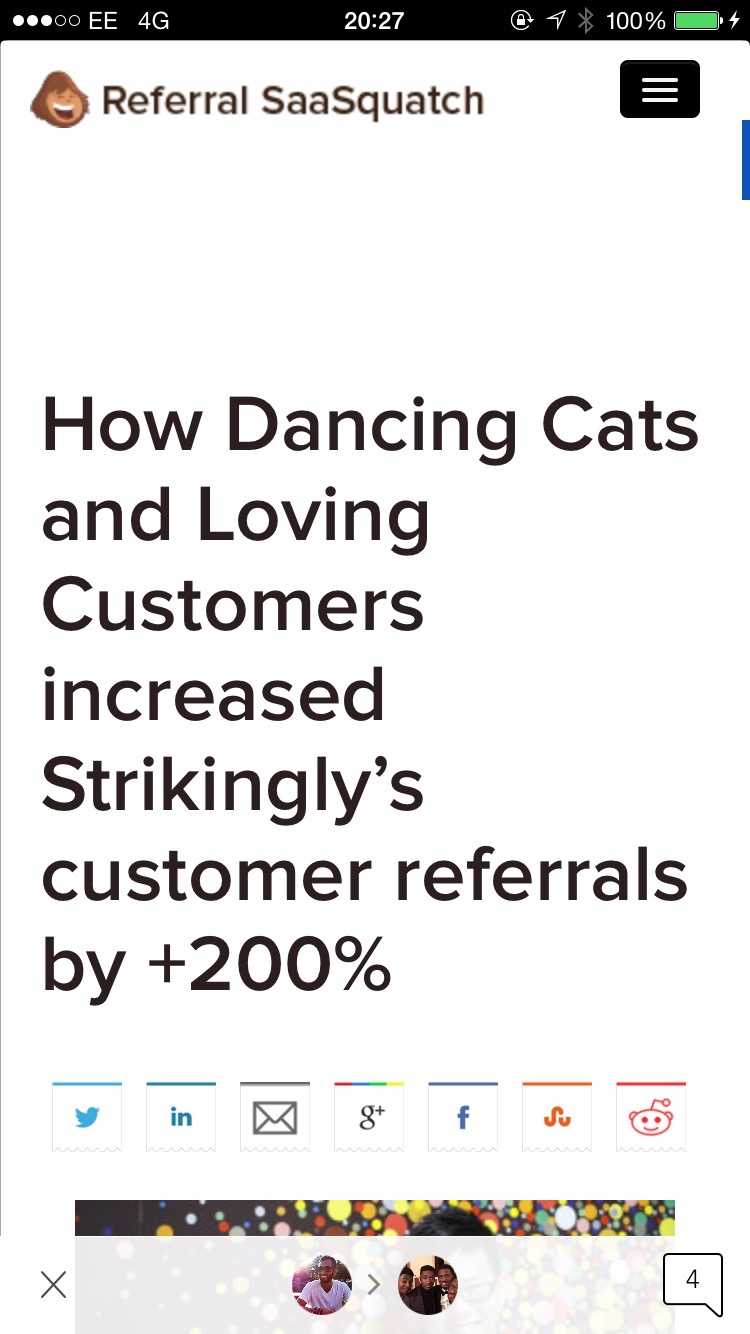 EE 4G 20:27 100%
Referral SaaSquatch
How Dancing Cats
and Loving
Customers
increased
Strikingly’s
customer referrals
by +200%
in g+ f
4